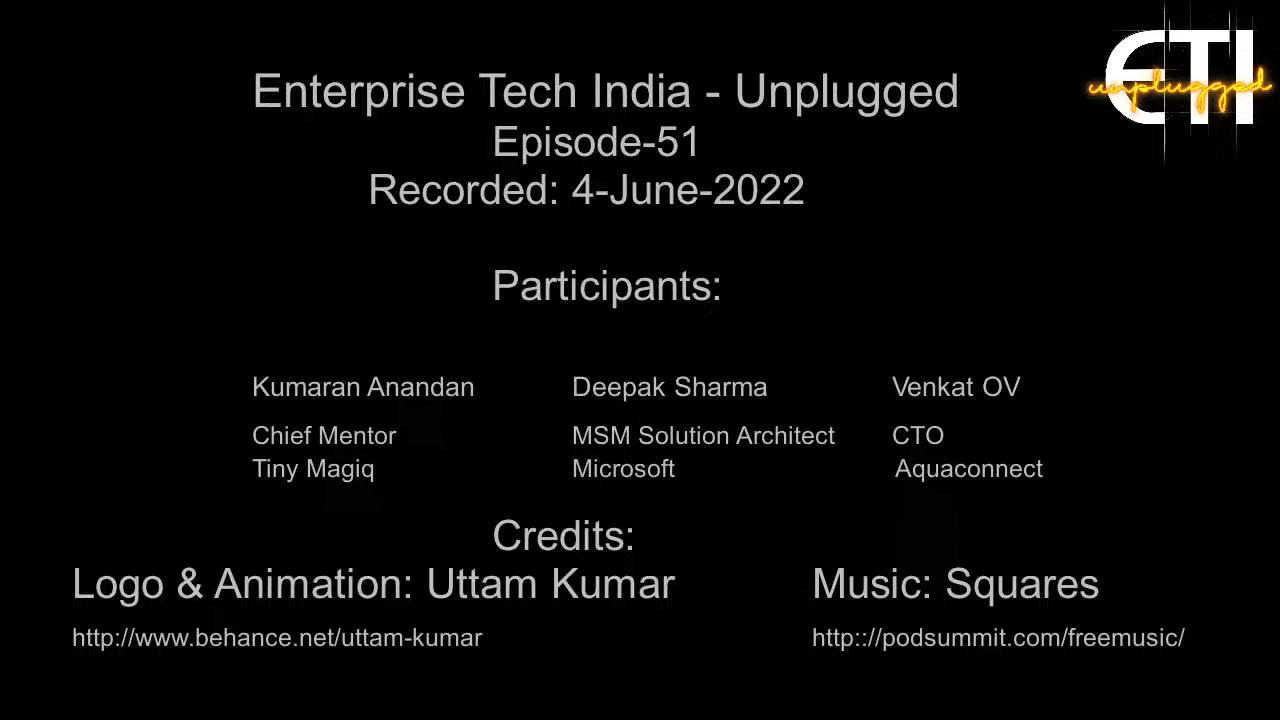 ETI
unplugged
Enterprise Tech India - Unplugged
Episode-51
Recorded: 4-June-2022
Participants:
Kumaran Anandan Deepak Sharma Venkat OV
Chief Mentor MSM Solution Architect CTO
Tiny Magiq Microsoft Aquaconnect
Credits:
Logo & Animation: Uttam Kumar Music: Squares
http://www.behance.net/uttam-kumar http:://podsummit.com/freemusic/